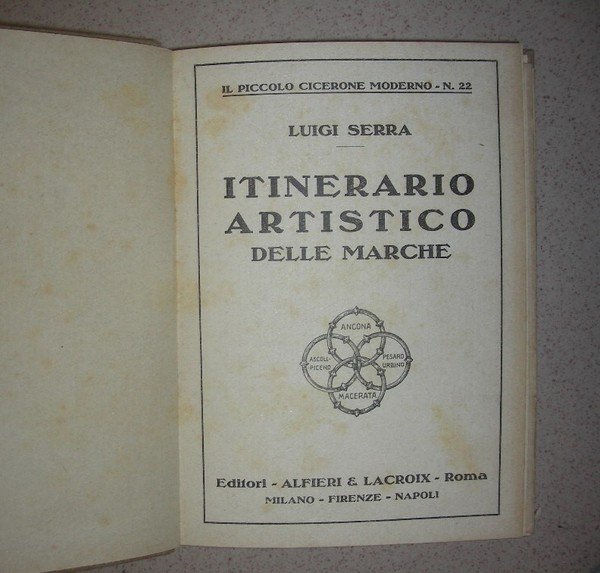 IL PICCOLO CICERONE MODERNO - N. 22
LUIGI SERRA
ITINERARIO
ARTISTICO
DELLE MARCHE
ANCONA
ASCOLI-
PICENO
PESARO
URBINO
MACERATA
Editori - ALFIERI & LACROIX - Roma
MILANO - FIRENZE - NAPOLI